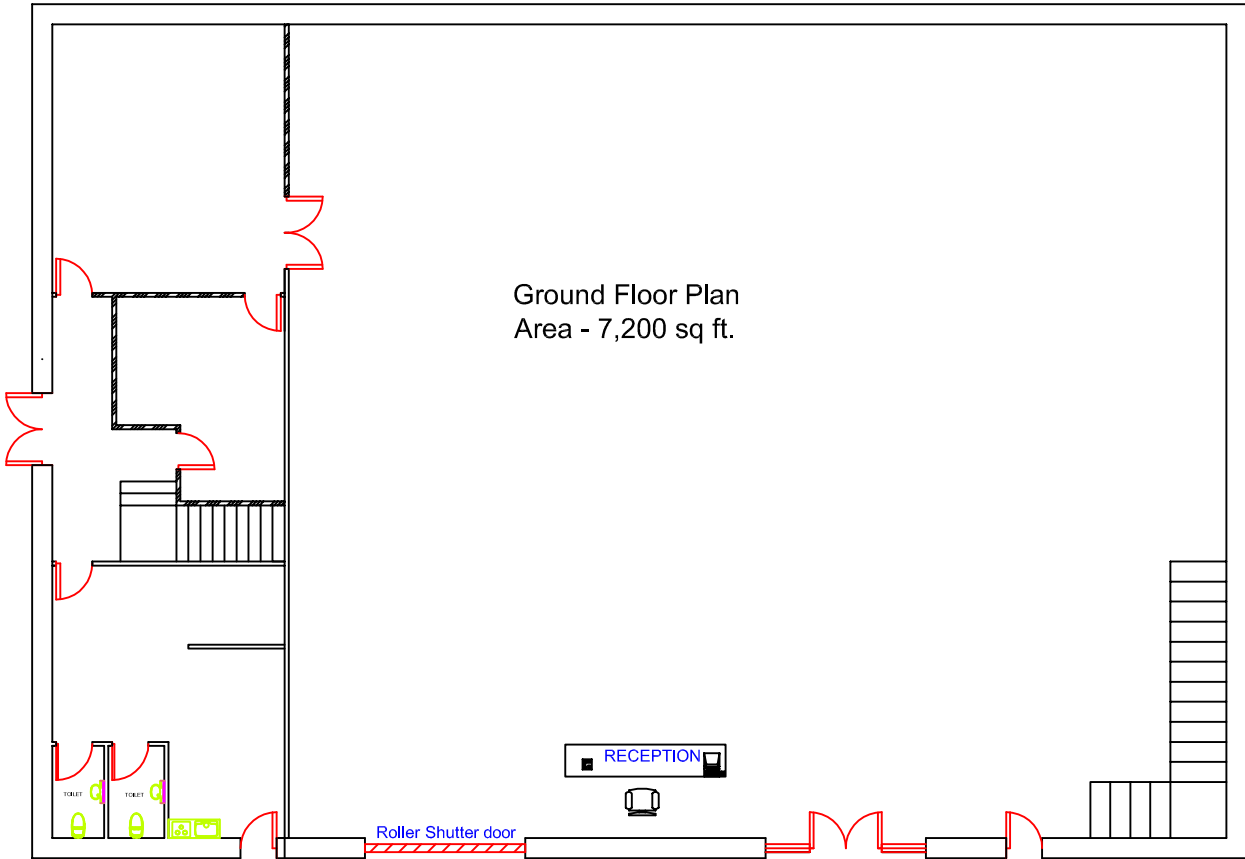 Ground Floor Plan
Area - 7,200 sq ft.
RECEPTION
TOILET
TOILET
Roller Shutter door